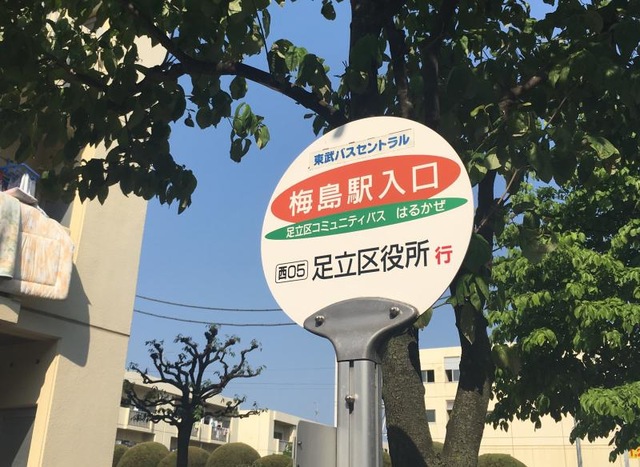 東武バスセントラル
梅島駅入口
足立区コミュニティバス はるかぜ
西05 足立区役所 行